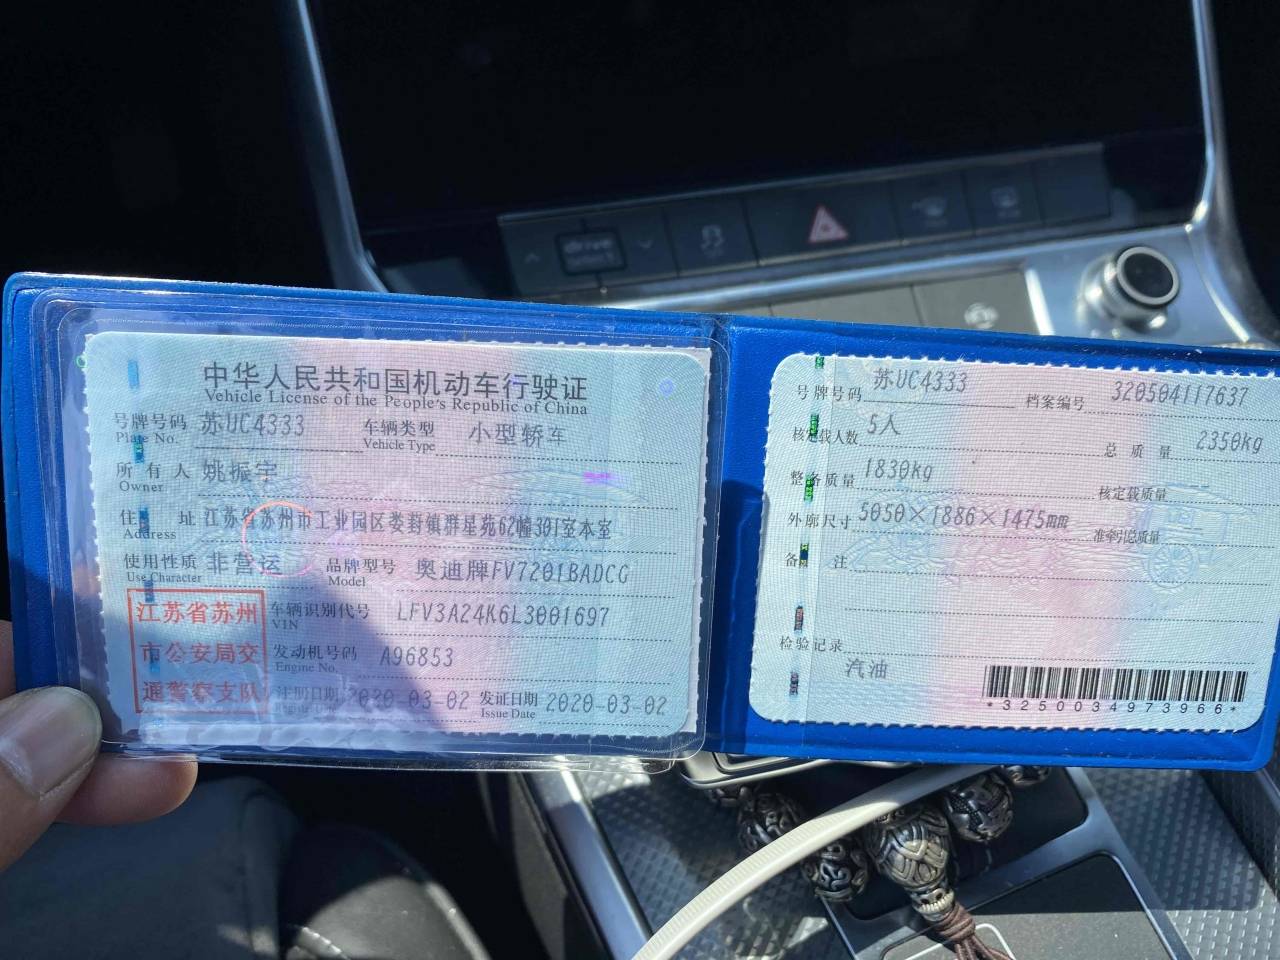 drive
select
中华人民共和国机动车行驶证
Vehicle License of the People's Republic of China
号牌号码 苏UC4333 车辆类型 小型轿车
Plate No. Vehicle Type
所有人 姚振宇
Owner
住址 江苏省苏州市工业园区娄葑镇群星苑62幢301室本室
Address
使用性质 非营运 品牌型号 奥迪牌FV7201BADCG
Use Character Model
江苏省苏州
市公安局交
通警察支队
车辆识别代号 LFV3A24K6L3001697
VIN
发动机号码 A96853
Engine No.
注册日期 2020-03-02 发证日期 2020-03-02
Register Date Issue Date
号牌号码 苏UC4333 档案编号 320504117637
核定载人数 5人 总质量 2350kg
整备质量 1830kg 核定载质量
外廓尺寸 5050×1886×1475mm 准牵引总质量
备注
检验记录
汽油
*3250034973966*